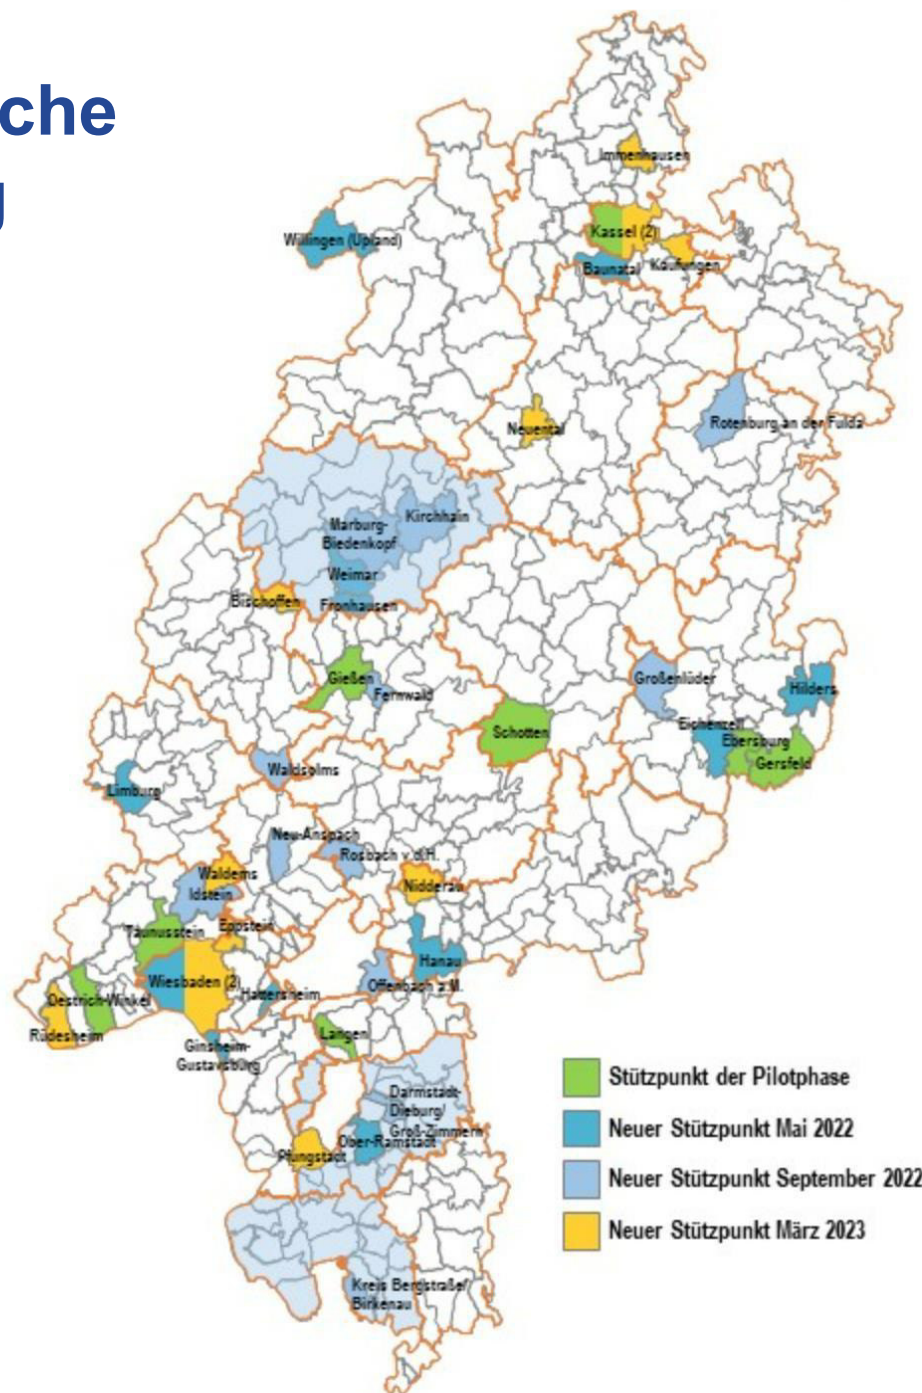 che
g
Immenhausen
Willingen (Upland)
Kassel (2)
Baunatal
Kaufungen
Neuental
Rotenburg an der Fulda
Kirchhain
Marburg-
Biedenkopf
Weimar
Bischoffen
Fronhausen
Gießen
Fernwald
Großenlüder
Hilders
Eichenzell
Schotten
Ebersburg
Gersfeld
Waldsolms
Limburg
Neu-Anspach
Rosbach v.d.H.
Waldems
Idstein
Nidderau
Eppstein
Taunusstein
Hanau
Wiesbaden (2)
Offenbach a.M.
Hattersheim
Oestrich-Winkel
Rüdesheim
Langen
Ginsheim-
Gustavsburg
Darmstadt-
Dieburg/
Groß-Zimmern
Ober-Ramstadt
Pfungstadt
Kreis Bergstraße/
Birkenau
Stützpunkt der Pilotphase
Neuer Stützpunkt Mai 2022
Neuer Stützpunkt September 2022
Neuer Stützpunkt März 2023